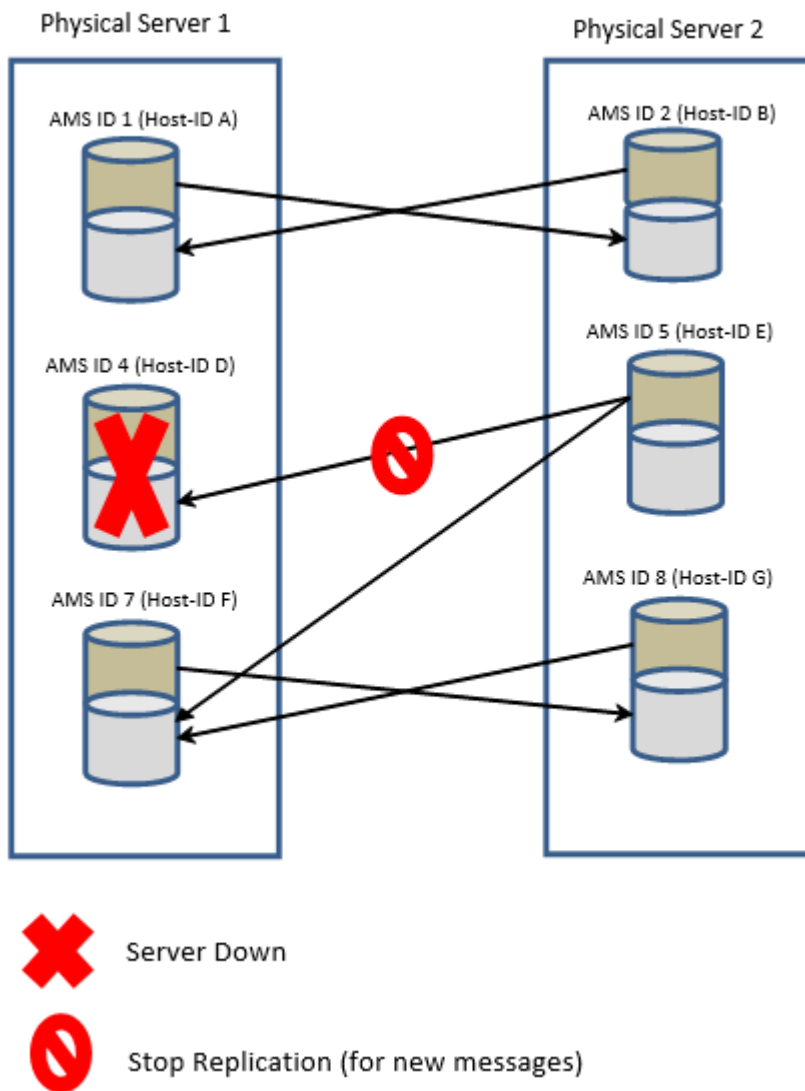 Physical Server 1
Physical Server 2
AMS ID 1 (Host-ID A)
AMS ID 2 (Host-ID B)
AMS ID 4 (Host-ID D)
AMS ID 5 (Host-ID E)
AMS ID 7 (Host-ID F)
AMS ID 8 (Host-ID G)
Server Down
Stop Replication (for new messages)